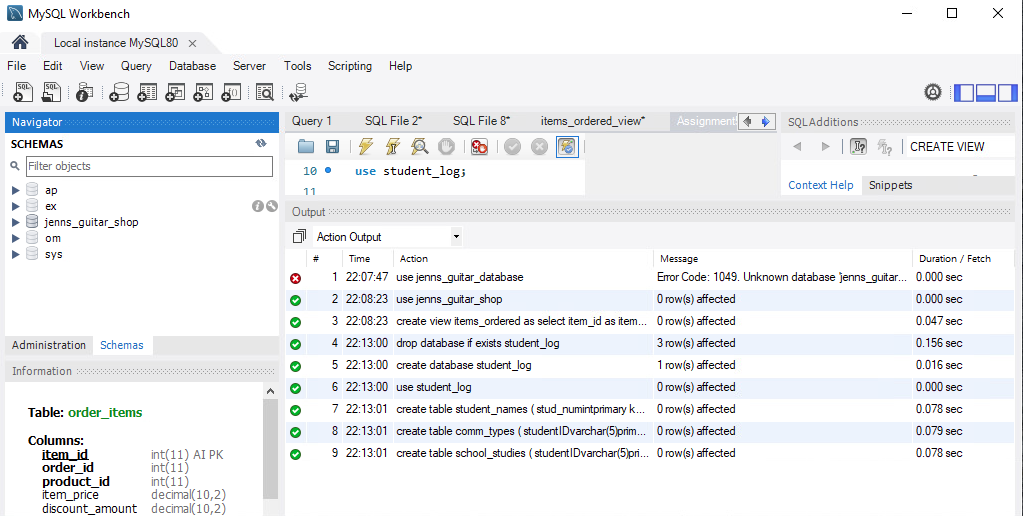 MySQL Workbench
Local instance MySQL80
File Edit View Query Database Server Tools Scripting Help
Navigator
SCHEMAS
Filter objects
ap
ex
jenns_guitar_shop
om
sys
Administration Schemas
Information
Table: order_items
Columns:
item_id int(11) AI PK
order_id int(11)
product_id int(11)
item_price decimal(10,2)
discount_amount decimal(10,2)
Query 1 SQL File 2* SQL File 8* items_ordered_view* Assignment
10 use student_log;
11
SQLAdditions
CREATE VIEW
Context Help Snippets
Output
Action Output
# Time Action Message Duration / Fetch
1 22:07:47 use jenns_guitar_database Error Code: 1049. Unknown database 'jenns_guitar... 0.000 sec
2 22:08:23 use jenns_guitar_shop 0 row(s) affected 0.000 sec
3 22:08:23 create view items_ordered as select item_id as item... 0 row(s) affected 0.047 sec
4 22:13:00 drop database if exists student_log 3 row(s) affected 0.156 sec
5 22:13:00 create database student_log 1 row(s) affected 0.016 sec
6 22:13:00 use student_log 0 row(s) affected 0.000 sec
7 22:13:01 create table student_names ( stud_numintprimary k... 0 row(s) affected 0.078 sec
8 22:13:01 create table comm_types ( studentIDvarchar(5)prim... 0 row(s) affected 0.079 sec
9 22:13:01 create table school_studies ( studentIDvarchar(5)pri... 0 row(s) affected 0.078 sec